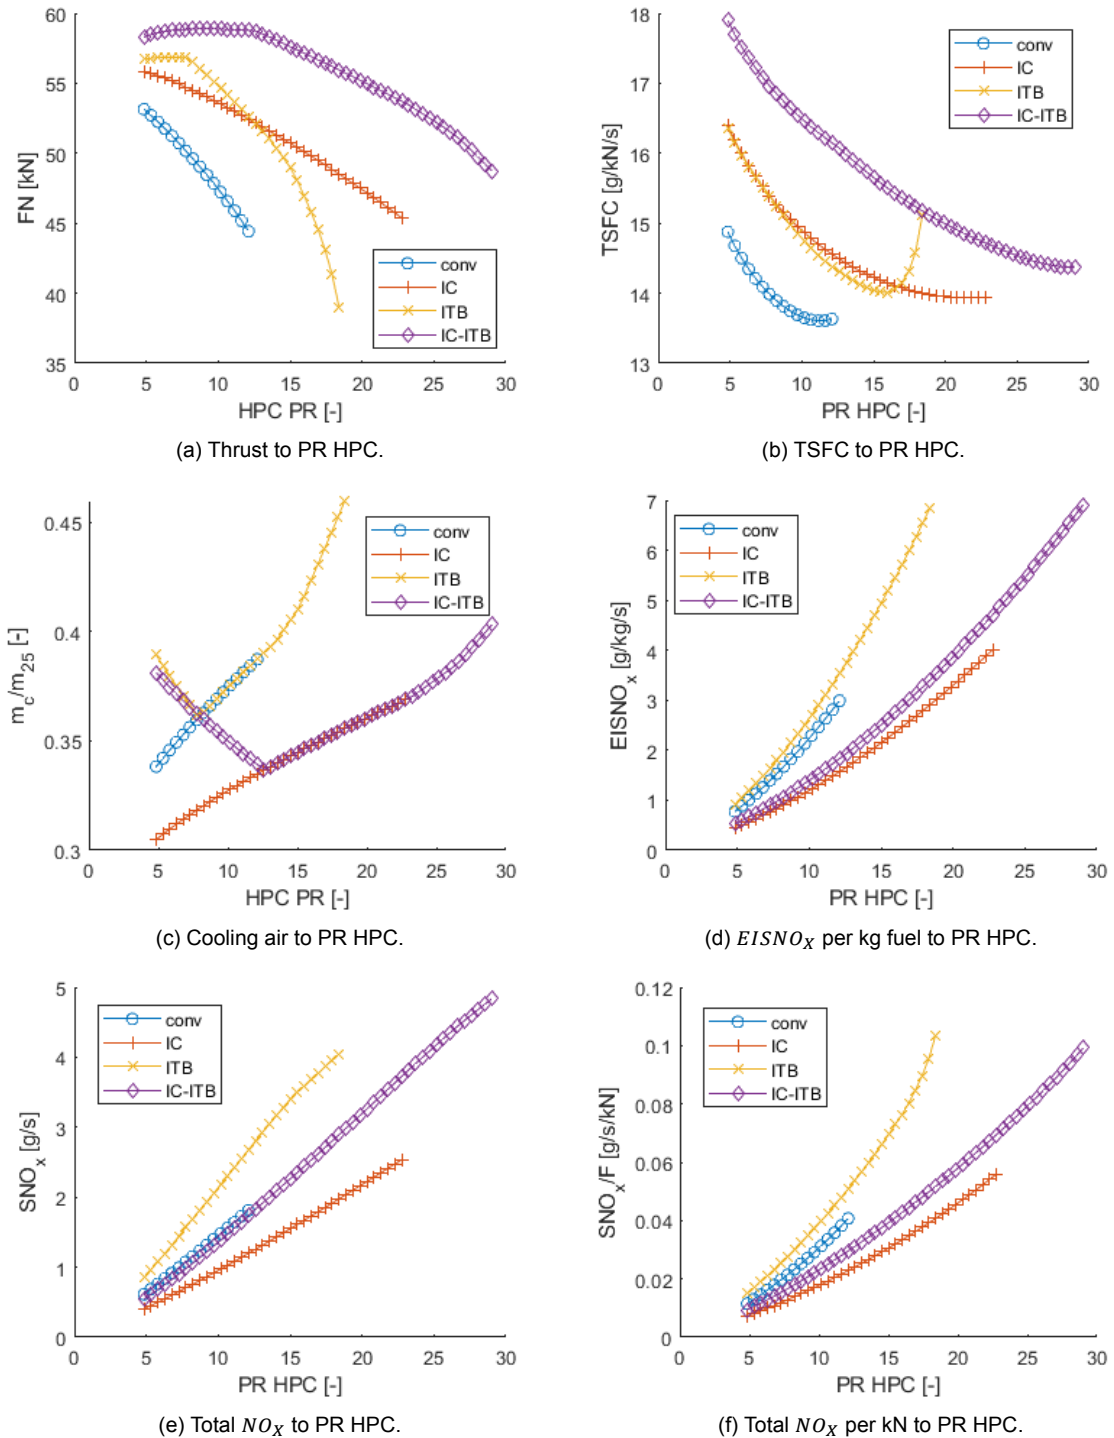 60
55
50
45
40
35
FN [kN]
conv
IC
ITB
IC-ITB
0 5 10 15 20 25 30
HPC PR [-]
(a) Thrust to PR HPC.
18
17
16
15
14
13
TSFC [g/kN/s]
conv
IC
ITB
IC-ITB
0 5 10 15 20 25 30
PR HPC [-]
(b) TSFC to PR HPC.
0.45
0.4
0.35
0.3
m_c/m_25 [-]
conv
IC
ITB
IC-ITB
0 5 10 15 20 25 30
HPC PR [-]
(c) Cooling air to PR HPC.
7
6
5
4
3
2
1
0
EISNO_x [g/kg/s]
conv
IC
ITB
IC-ITB
0 5 10 15 20 25 30
PR HPC [-]
(d) EISNO_X per kg fuel to PR HPC.
5
4
3
2
1
0
SNO_x [g/s]
conv
IC
ITB
IC-ITB
0 5 10 15 20 25 30
PR HPC [-]
(e) Total NO_X to PR HPC.
0.12
0.1
0.08
0.06
0.04
0.02
0
SNO_x/F [g/s/kN]
conv
IC
ITB
IC-ITB
0 5 10 15 20 25 30
PR HPC [-]
(f) Total NO_X per kN to PR HPC.